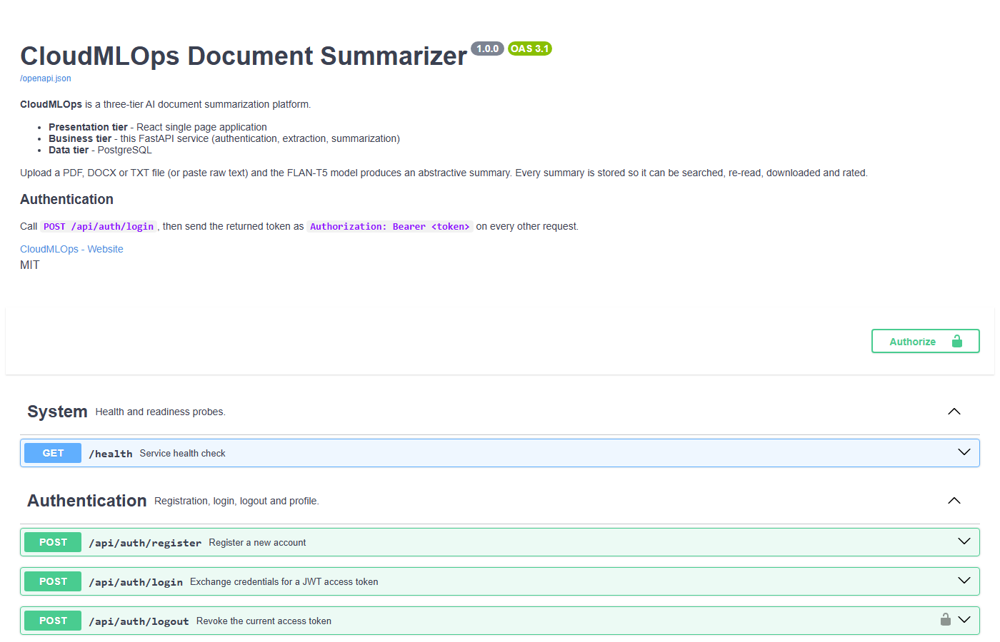 CloudMLOps Document Summarizer 1.0.0 OAS 3.1
/openapi.json
CloudMLOps is a three-tier AI document summarization platform.
• Presentation tier - React single page application
• Business tier - this FastAPI service (authentication, extraction, summarization)
• Data tier - PostgreSQL
Upload a PDF, DOCX or TXT file (or paste raw text) and the FLAN-T5 model produces an abstractive summary. Every summary is stored so it can be searched, re-read, downloaded and rated.
Authentication
Call POST /api/auth/login, then send the returned token as Authorization: Bearer <token> on every other request.
CloudMLOps - Website
MIT
Authorize
System Health and readiness probes.
GET /health Service health check
Authentication Registration, login, logout and profile.
POST /api/auth/register Register a new account
POST /api/auth/login Exchange credentials for a JWT access token
POST /api/auth/logout Revoke the current access token